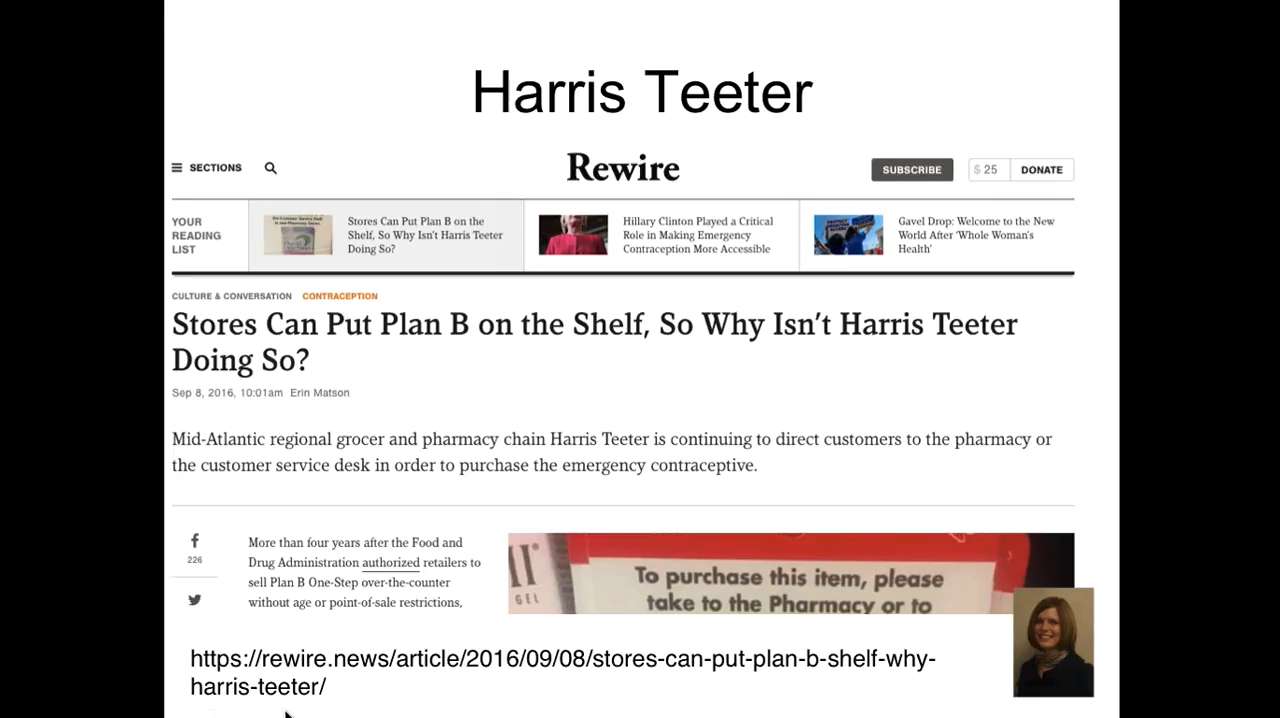 Harris Teeter
SECTIONS
Rewire
SUBSCRIBE
$ 25
DONATE
YOUR
READING
LIST
Stores Can Put Plan B on the
Shelf, So Why Isn't Harris Teeter
Doing So?
Hillary Clinton Played a Critical
Role in Making Emergency
Contraception More Accessible
Gavel Drop: Welcome to the New
World After 'Whole Woman's
Health'
CULTURE & CONVERSATION CONTRACEPTION
Stores Can Put Plan B on the Shelf, So Why Isn't Harris Teeter
Doing So?
Sep 8, 2016, 10:01am Erin Matson
Mid-Atlantic regional grocer and pharmacy chain Harris Teeter is continuing to direct customers to the pharmacy or
the customer service desk in order to purchase the emergency contraceptive.
226
More than four years after the Food and
Drug Administration authorized retailers to
sell Plan B One-Step over-the-counter
without age or point-of-sale restrictions,
GEL
To purchase this item, please
take to the Pharmacy or to
https://rewire.news/article/2016/09/08/stores-can-put-plan-b-shelf-why-
harris-teeter/